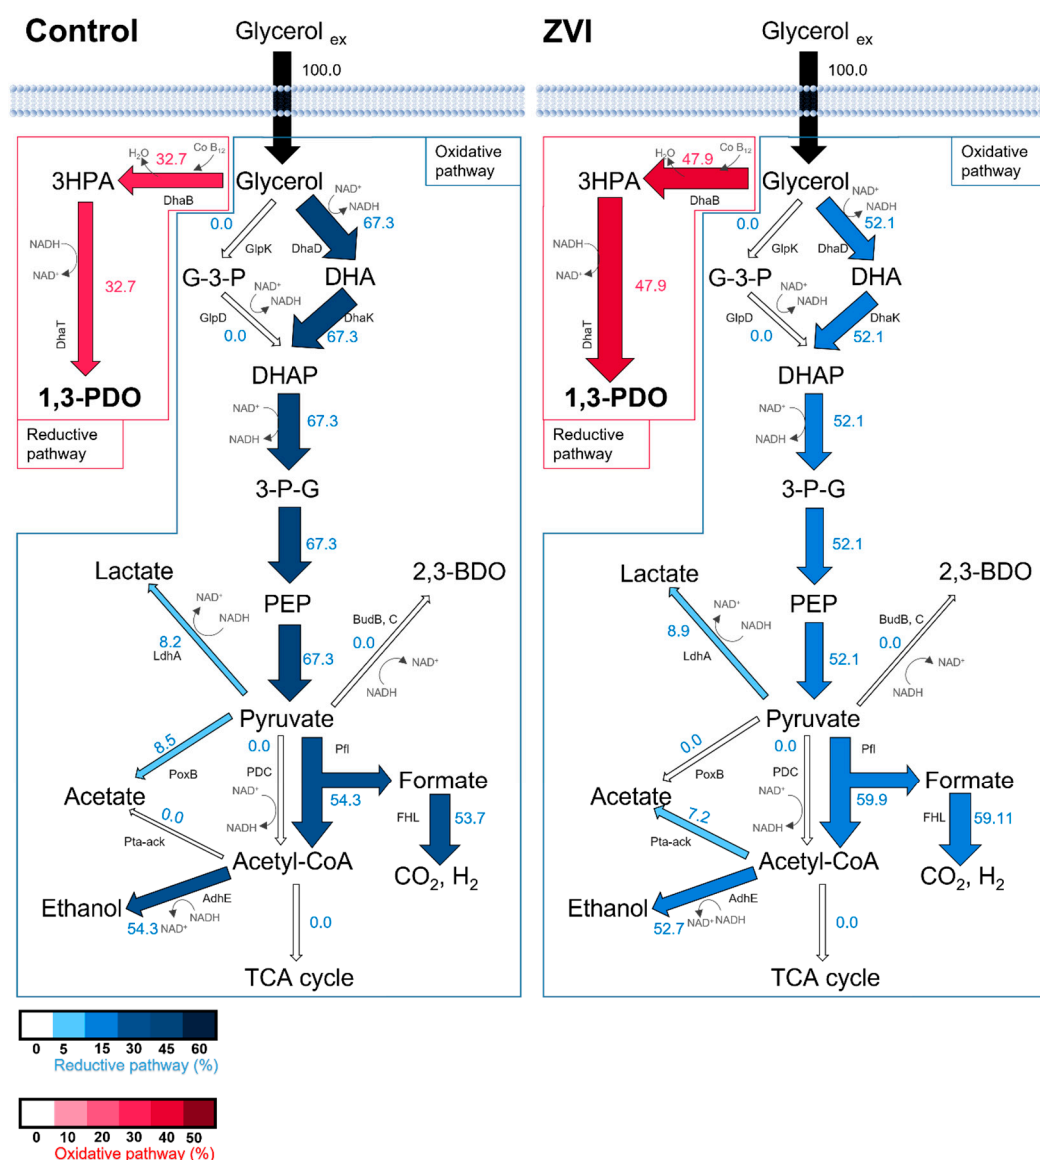 Control
Glycerol ex
100.0
Oxidative
pathway
3HPA
H2O
32.7
Co B12
DhaB
Glycerol
NAD+
NADH
67.3
0.0
GlpK
DhaD
NADH
NAD+
32.7
DhaT
G-3-P
DHA
NAD+
NADH
GlpD
0.0
DhaK
67.3
1,3-PDO
Reductive
pathway
DHAP
NAD+
NADH
67.3
3-P-G
67.3
Lactate
2,3-BDO
PEP
NAD+
NADH
8.2
LdhA
67.3
BudB, C
0.0
NAD+
NADH
Pyruvate
8.5
PoxB
0.0
PDC
NAD+
NADH
Pfl
54.3
Formate
FHL
53.7
CO2, H2
Acetate
0.0
Pta-ack
Acetyl-CoA
Ethanol
54.3
AdhE
NAD+
NADH
0.0
TCA cycle
ZVI
Glycerol ex
100.0
Oxidative
pathway
3HPA
H2O
47.9
Co B12
DhaB
Glycerol
NAD+
NADH
52.1
0.0
GlpK
DhaD
NADH
NAD+
47.9
DhaT
G-3-P
DHA
NAD+
NADH
GlpD
0.0
DhaK
52.1
1,3-PDO
Reductive
pathway
DHAP
NAD+
NADH
52.1
3-P-G
52.1
Lactate
2,3-BDO
PEP
NAD+
NADH
8.9
LdhA
52.1
BudB, C
0.0
NAD+
NADH
Pyruvate
0.0
PoxB
0.0
PDC
NAD+
NADH
Pfl
59.9
Formate
FHL
59.11
CO2, H2
Acetate
7.2
Pta-ack
Acetyl-CoA
Ethanol
52.7
AdhE
NAD+
NADH
0.0
TCA cycle
0 5 15 30 45 60
Reductive pathway (%)
0 10 20 30 40 50
Oxidative pathway (%)